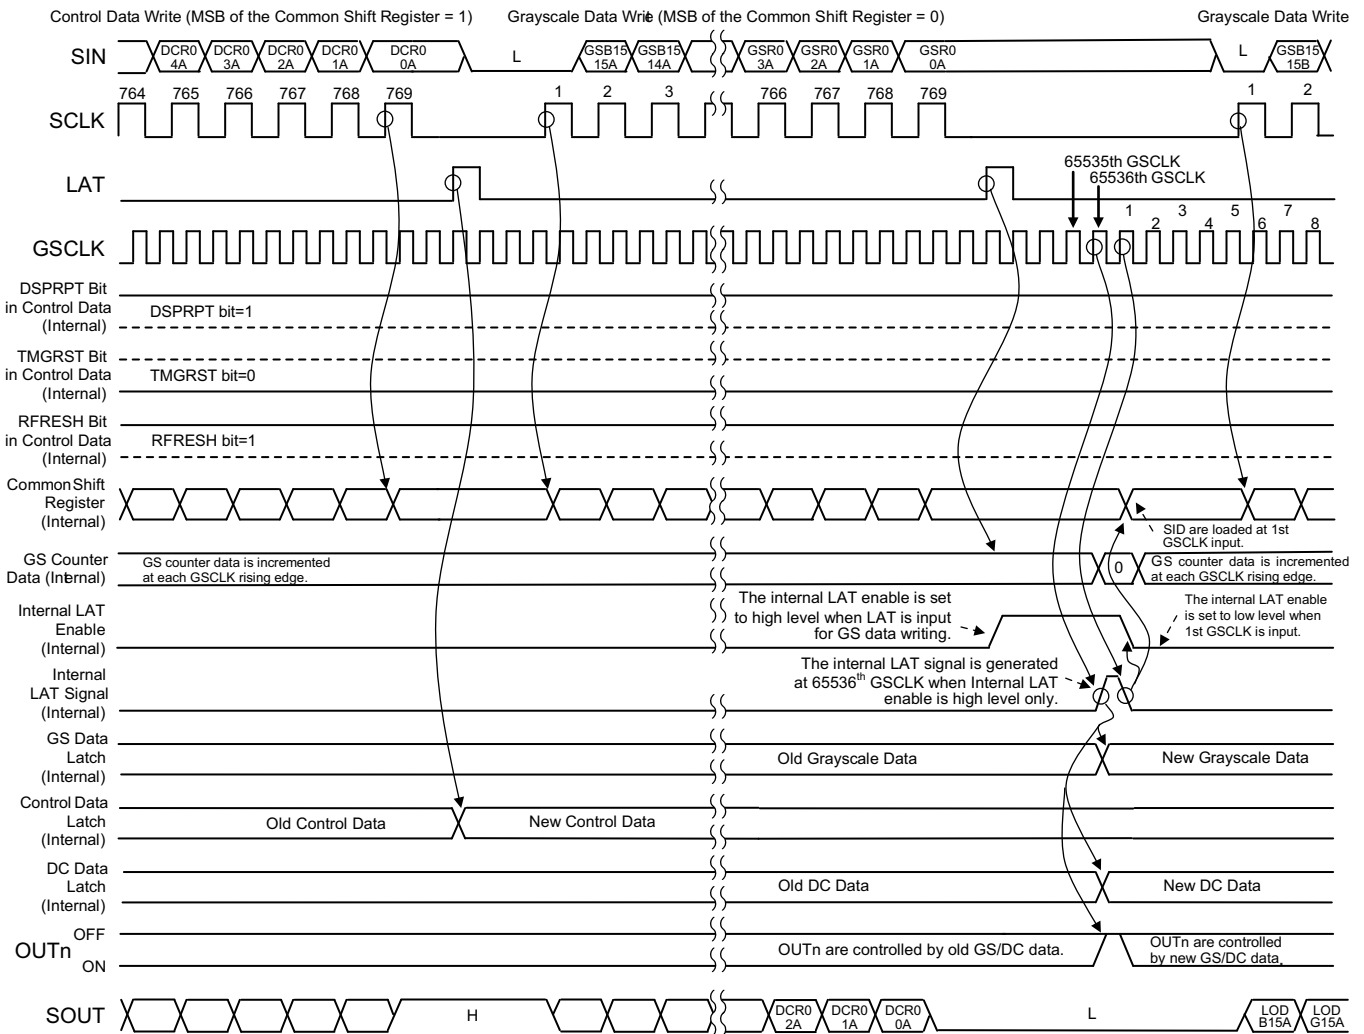 Control Data Write (MSB of the Common Shift Register = 1) Grayscale Data Write (MSB of the Common Shift Register = 0) Grayscale Data Write
SIN
DCR0 4A
DCR0 3A
DCR0 2A
DCR0 1A
DCR0 0A
L
GSB15 15A
GSB15 14A
GSR0 3A
GSR0 2A
GSR0 1A
GSR0 0A
L
GSB15 15B
SCLK
764 765 766 767 768 769 1 2 3 766 767 768 769 1 2
LAT
65535th GSCLK
65536th GSCLK
GSCLK
1 2 3 4 5 6 7 8
DSPRPT Bit
in Control Data
(Internal)
DSPRPT bit=1
TMGRST Bit
in Control Data
(Internal)
TMGRST bit=0
RFRESH Bit
in Control Data
(Internal)
RFRESH bit=1
Common Shift
Register
(Internal)
SID are loaded at 1st
GSCLK input.
GS Counter
Data (Internal)
GS counter data is incremented
at each GSCLK rising edge.
0
GS counter data is incremented
at each GSCLK rising edge.
Internal LAT
Enable
(Internal)
The internal LAT enable is set
to high level when LAT is input
for GS data writing.
The internal LAT enable
is set to low level when
1st GSCLK is input.
Internal
LAT Signal
(Internal)
The internal LAT signal is generated
at 65536th GSCLK when Internal LAT
enable is high level only.
GS Data
Latch
(Internal)
Old Grayscale Data New Grayscale Data
Control Data
Latch
(Internal)
Old Control Data New Control Data
DC Data
Latch
(Internal)
Old DC Data New DC Data
OUTn
OFF
ON
OUTn are controlled by old GS/DC data.
OUTn are controlled
by new GS/DC data.
SOUT
H
DCR0 2A
DCR0 1A
DCR0 0A
L
LOD B15A
LOD G15A